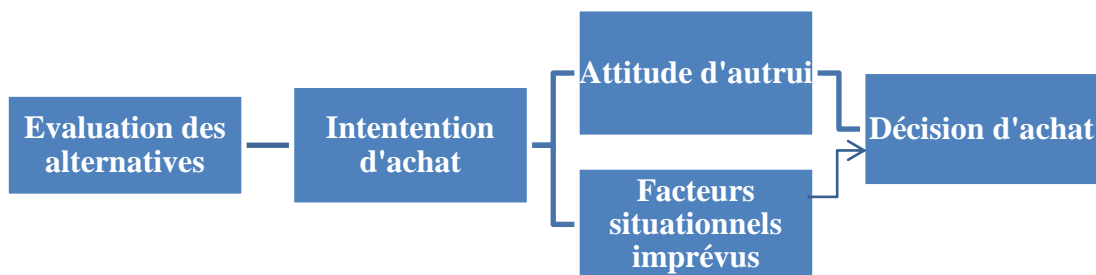 Evaluation des
alternatives
Intentention
d'achat
Attitude d'autrui
Facteurs
situationnels
imprévus
Décision d'achat